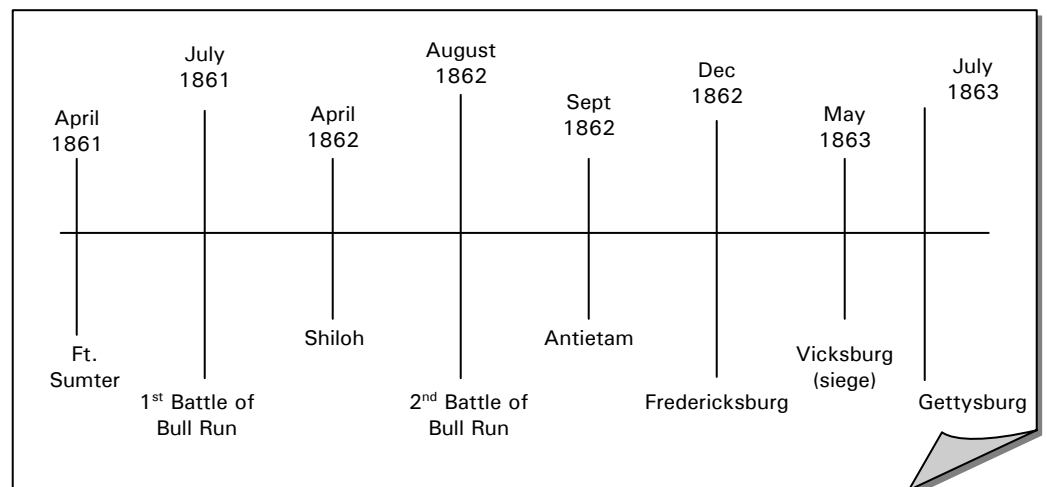 April
1861
July
1861
April
1862
August
1862
Sept
1862
Dec
1862
May
1863
July
1863
Ft.
Sumter
1st Battle of
Bull Run
Shiloh
2nd Battle of
Bull Run
Antietam
Fredericksburg
Vicksburg
(siege)
Gettysburg